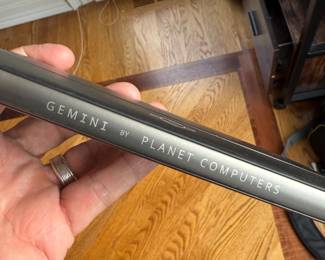 GEMINI BY PLANET COMPUTERS